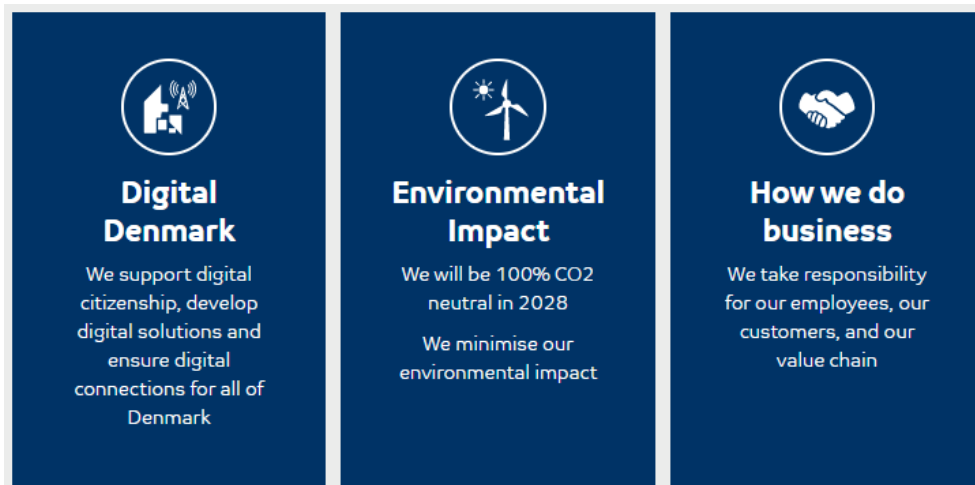 Digital
Denmark
We support digital
citizenship, develop
digital solutions and
ensure digital
connections for all of
Denmark
Environmental
Impact
We will be 100% CO2
neutral in 2028
We minimise our
environmental impact
How we do
business
We take responsibility
for our employees, our
customers, and our
value chain